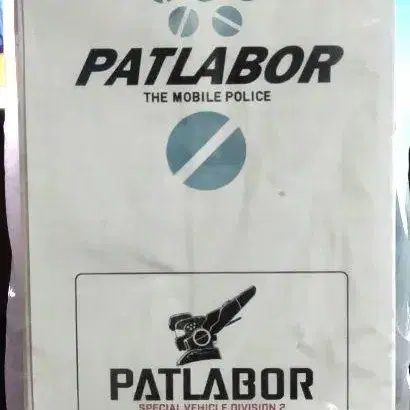 PATLABOR
THE MOBILE POLICE
PATLABOR
SPECIAL VEHICLE DIVISION 2